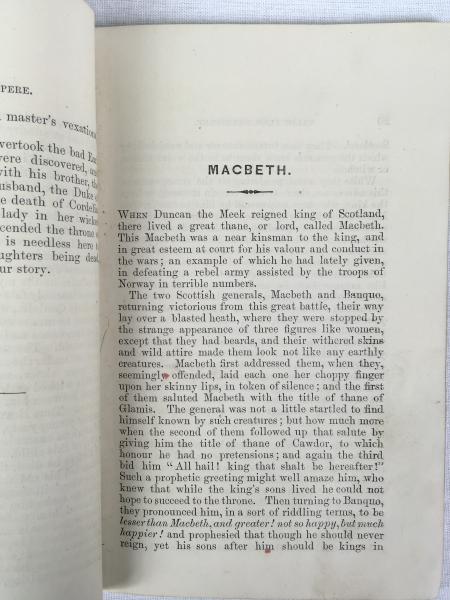 PERE.
master's vexations
vertook the bad
were discovered, and
with his brother, the
usband, the Duke
e death of Cordelia
lady in her wicked
scended the throne of
is needless here
ughters being dead,
ur story.
MACBETH.
WHEN Duncan the Meek reigned king of Scotland,
there lived a great thane, or lord, called Macbeth.
This Macbeth was a near kinsman to the king, and
in great esteem at court for his valour and conduct in
the wars; an example of which he had lately given,
in defeating a rebel army assisted by the troops of
Norway in terrible numbers.
The two Scottish generals, Macbeth and Banquo,
returning victorious from this great battle, their way
lay over a blasted heath, where they were stopped by
the strange appearance of three figures like women,
except that they had beards, and their withered skins
and wild attire made them look not like any earthly
creatures. Macbeth first addressed them, when they,
seemingly offended, laid each one her choppy finger
upon her skinny lips, in token of silence; and the first
of them saluted Macbeth with the title of thane of
Glamis. The general was not a little startled to find
himself known by such creatures; but how much more
when the second of them followed up that salute by
giving him the title of thane of Cawdor, to which
honour he had no pretensions; and again the third
bid him "All hail! king that shalt be hereafter!"
Such a prophetic greeting might well amaze him, who
knew that while the king's sons lived he could not
hope to succeed to the throne. Then turning to Banquo,
they pronounced him, in a sort of riddling terms, to be
lesser than Macbeth, and greater! not so happy, but much
happier! and prophesied that though he should never
reign, yet his sons after him should be kings in